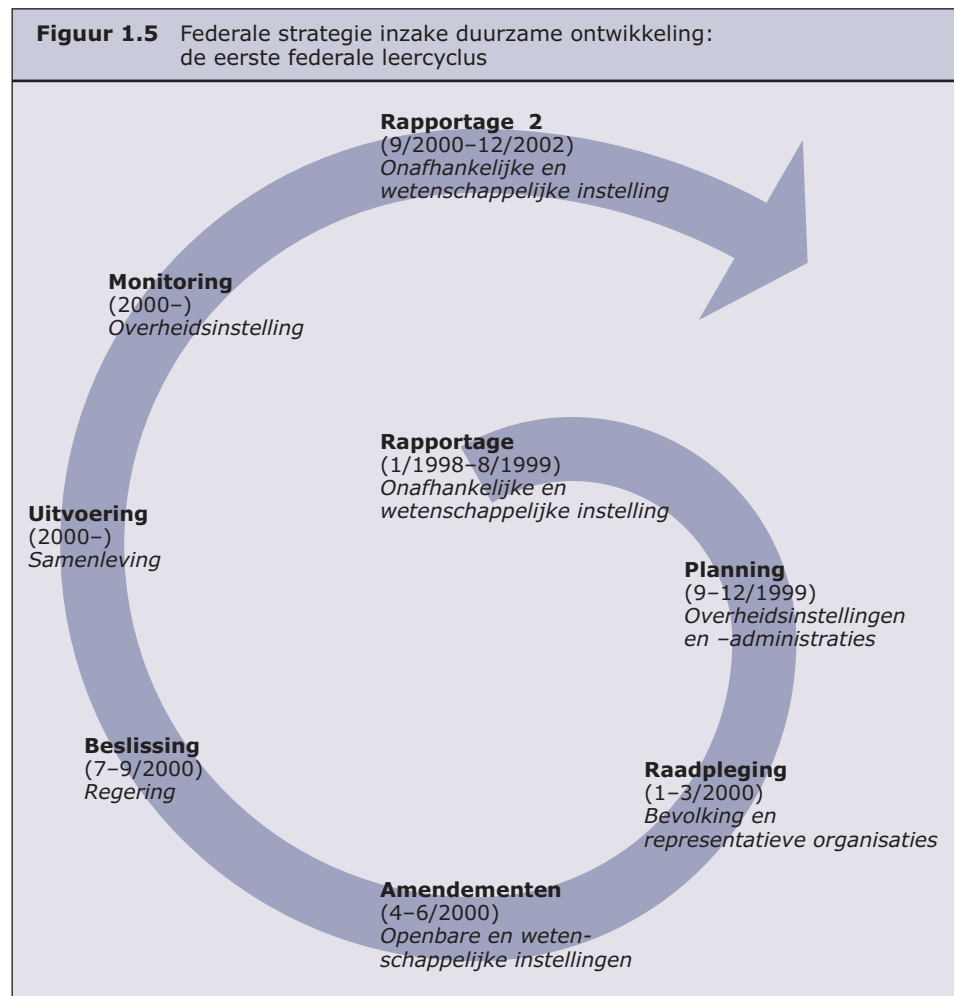 Figuur 1.5 Federale strategie inzake duurzame ontwikkeling:
de eerste federale leercyclus
Rapportage 2
(9/2000–12/2002)
Onafhankelijke en
wetenschappelijke instelling
Monitoring
(2000–)
Overheidsinstelling
Rapportage
(1/1998–8/1999)
Onafhankelijke en
wetenschappelijke instelling
Uitvoering
(2000–)
Samenleving
Planning
(9–12/1999)
Overheidsinstellingen
en –administraties
Beslissing
(7–9/2000)
Regering
Raadpleging
(1–3/2000)
Bevolking en
representatieve organisaties
Amendementen
(4–6/2000)
Openbare en weten-
schappelijke instellingen